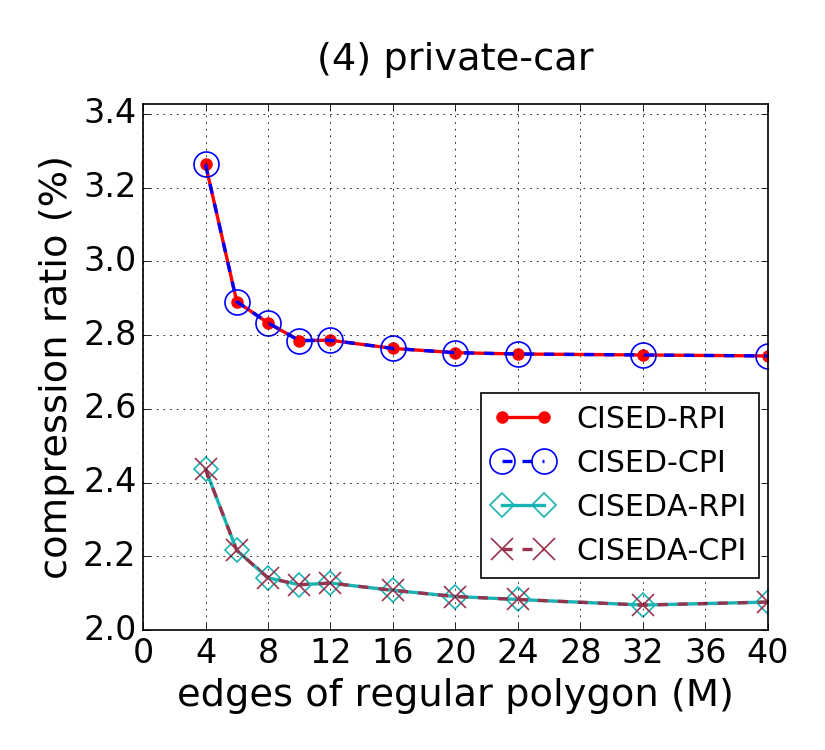 (4) private-car
3.4
3.2
3.0
2.8
2.6
2.4
2.2
2.0
compression ratio (%)
CISED-RPI
CISED-CPI
CISEDA-RPI
CISEDA-CPI
0 4 8 12 16 20 24 28 32 36 40
edges of regular polygon (M)